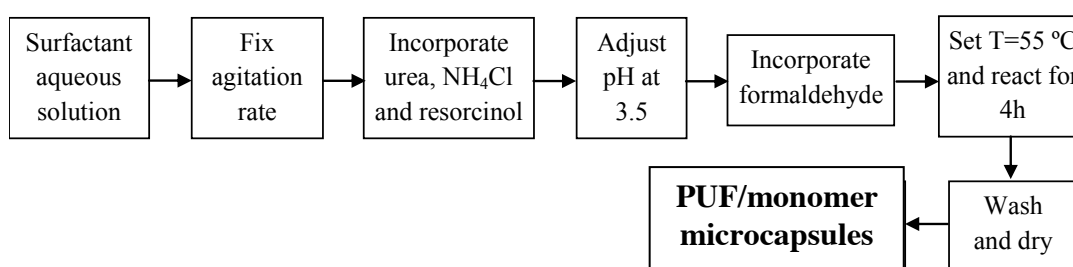 Surfactant
aqueous
solution
Fix
agitation
rate
Incorporate
urea, NH₄Cl
and resorcinol
Adjust
pH at
3.5
Incorporate
formaldehyde
Set T=55 ºC
and react for
4h
Wash
and dry
PUF/monomer
microcapsules